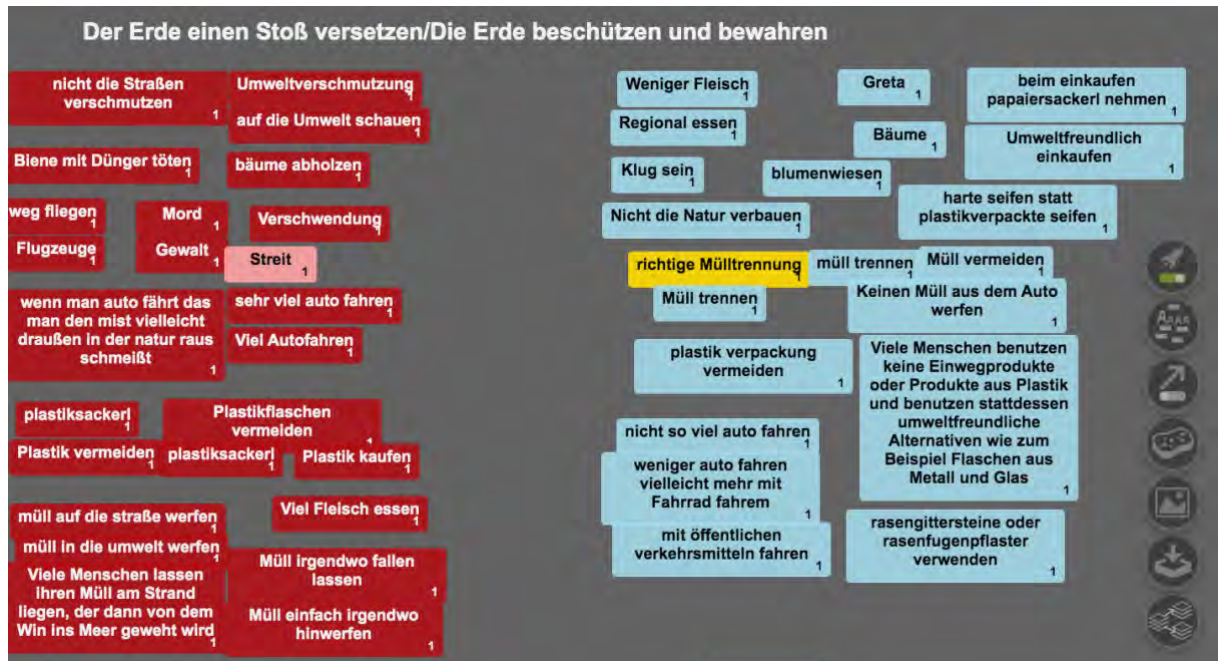 Der Erde einen Stoß versetzen/Die Erde beschützen und bewahren
nicht die Straßen
verschmutzen
1
Umweltverschmutzung
1
auf die Umwelt schauen
1
Biene mit Dünger töten
1
bäume abholzen
1
weg fliegen
1
Mord
1
Verschwendung
1
Flugzeuge
1
Gewalt
1
Streit
1
wenn man auto fährt das
man den mist vielleicht
draußen in der natur raus
schmeißt
1
sehr viel auto fahren
1
Viel Autofahren
1
plastiksackerl
1
Plastikflaschen
vermeiden
1
Plastik vermeiden
1
plastiksackerl
1
Plastik kaufen
1
müll auf die straße werfen
1
Viel Fleisch essen
1
müll in die umwelt werfen
1
Viele Menschen lassen
ihren Müll am Strand
liegen, der dann von dem
Win ins Meer geweht wird
1
Müll irgendwo fallen
lassen
1
Müll einfach irgendwo
hinwerfen
1
Weniger Fleisch
1
Greta
1
beim einkaufen
papaiersackerl nehmen
1
Regional essen
1
Bäume
1
Umweltfreundlich
einkaufen
1
Klug sein
1
blumenwiesen
1
harte seifen statt
plastikverpackte seifen
1
Nicht die Natur verbauen
1
richtige Mülltrennung
1
müll trennen
1
Müll vermeiden
1
Müll trennen
1
Keinen Müll aus dem Auto
werfen
1
plastik verpackung
vermeiden
1
Viele Menschen benutzen
keine Einwegprodukte
oder Produkte aus Plastik
und benutzen stattdessen
umweltfreundliche
Alternativen wie zum
Beispiel Flaschen aus
Metall und Glas
1
nicht so viel auto fahren
1
weniger auto fahren
vielleicht mehr mit
Fahrrad fahrem
1
mit öffentlichen
verkehrsmitteln fahren
1
rasengittersteine oder
rasenfugenpflaster
verwenden
1